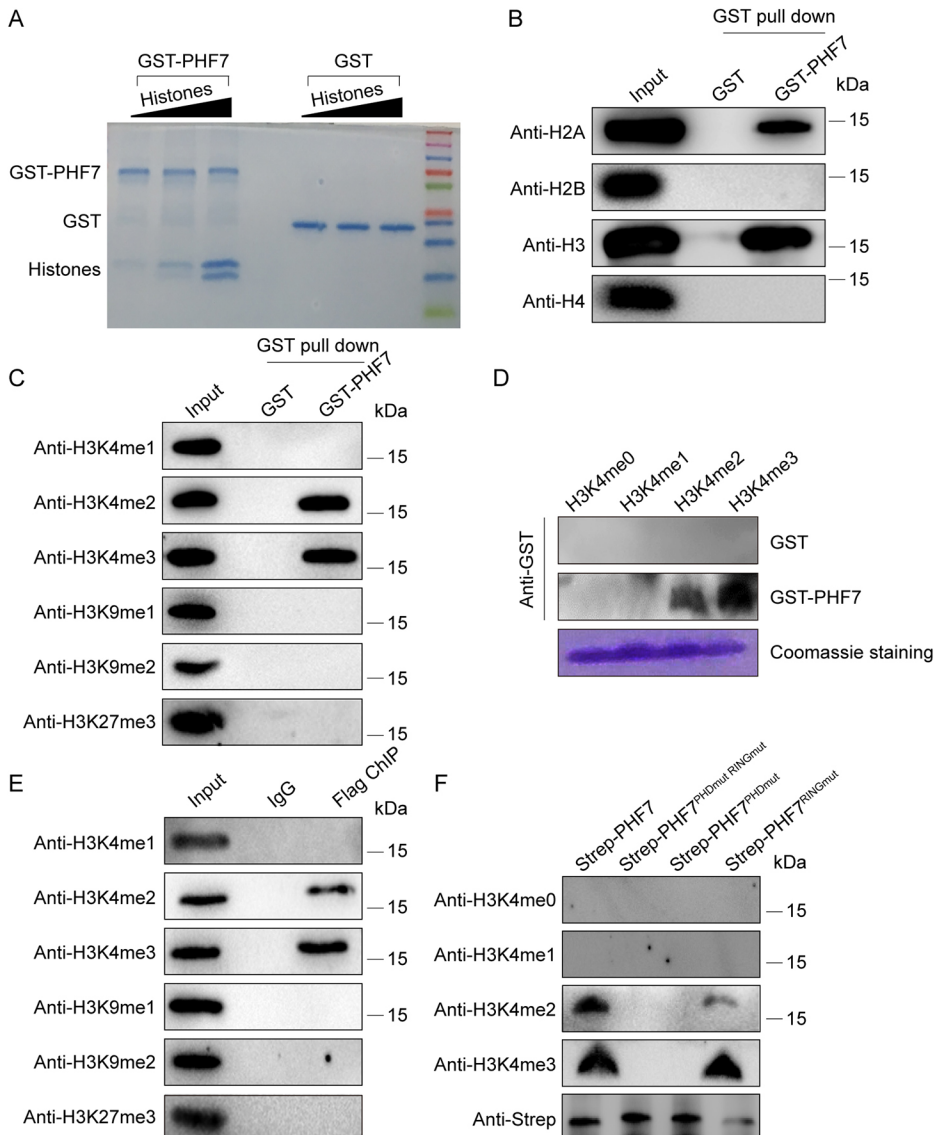 A
GST-PHF7 GST
Histones Histones
GST-PHF7
GST
Histones
B
GST pull down
Input GST GST-PHF7 kDa
Anti-H2A 15
Anti-H2B 15
Anti-H3 15
Anti-H4 15
C
GST pull down
Input GST GST-PHF7 kDa
Anti-H3K4me1 15
Anti-H3K4me2 15
Anti-H3K4me3 15
Anti-H3K9me1 15
Anti-H3K9me2 15
Anti-H3K27me3 15
D
H3K4me0 H3K4me1 H3K4me2 H3K4me3
Anti-GST
GST
GST-PHF7
Coomassie staining
E
Input IgG Flag ChIP kDa
Anti-H3K4me1 15
Anti-H3K4me2 15
Anti-H3K4me3 15
Anti-H3K9me1 15
Anti-H3K9me2
Anti-H3K27me3
F
Strep-PHF7 Strep-PHF7PHDmut RINGmut Strep-PHF7PHDmut Strep-PHF7RINGmut kDa
Anti-H3K4me0 15
Anti-H3K4me1 15
Anti-H3K4me2 15
Anti-H3K4me3
Anti-Strep